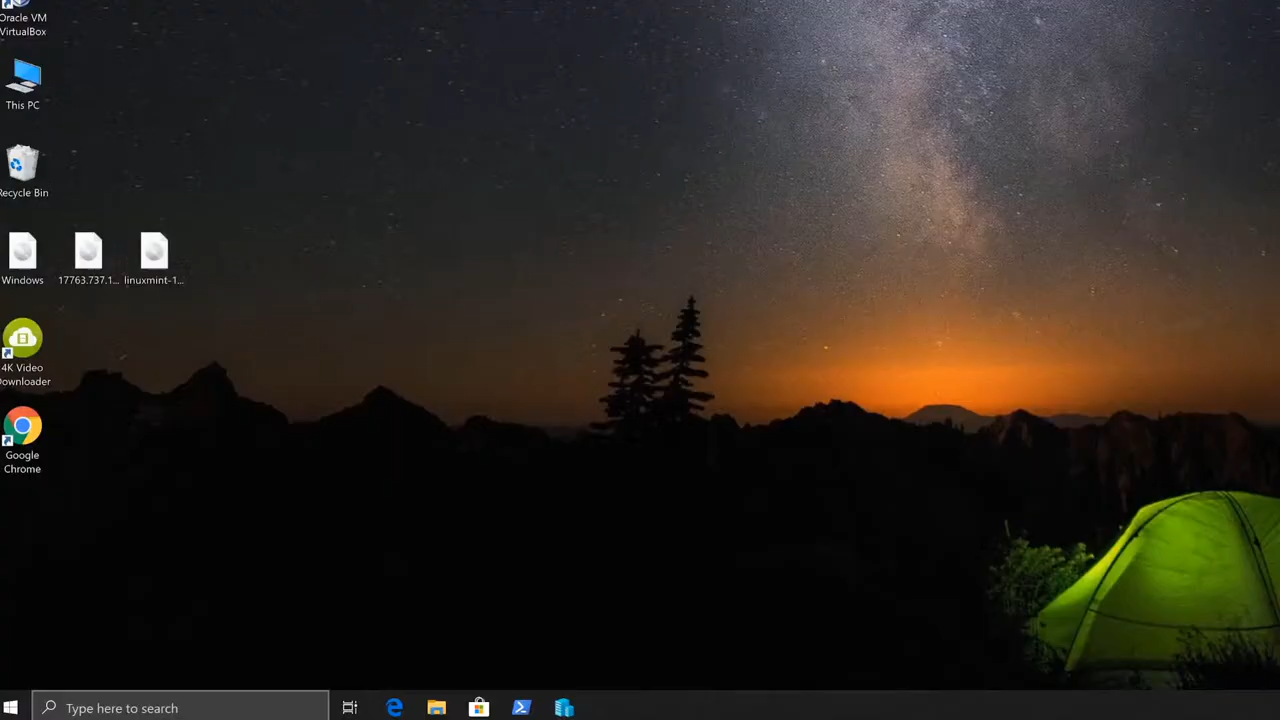 Oracle VM
VirtualBox
This PC
Recycle Bin
Windows
17763.737.1...
linuxmint-1...
4K Video
Downloader
Google
Chrome
Type here to search